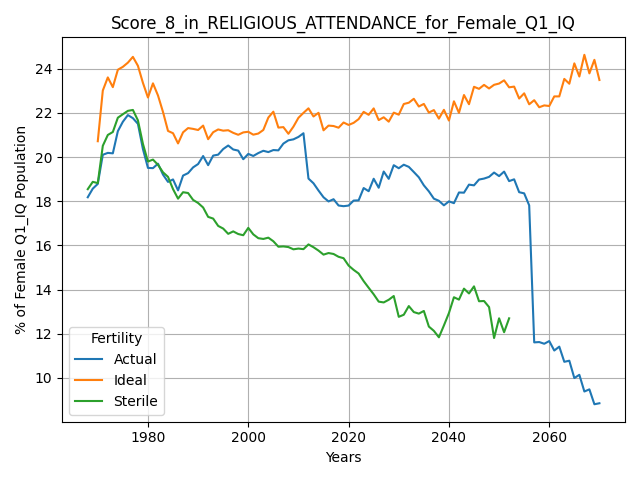 Score_8_in_RELIGIOUS_ATTENDANCE_for_Female_Q1_IQ
% of Female Q1_IQ Population
24
22
20
18
16
14
12
10
Fertility
Actual
Ideal
Sterile
1980
2000
2020
2040
2060
Years